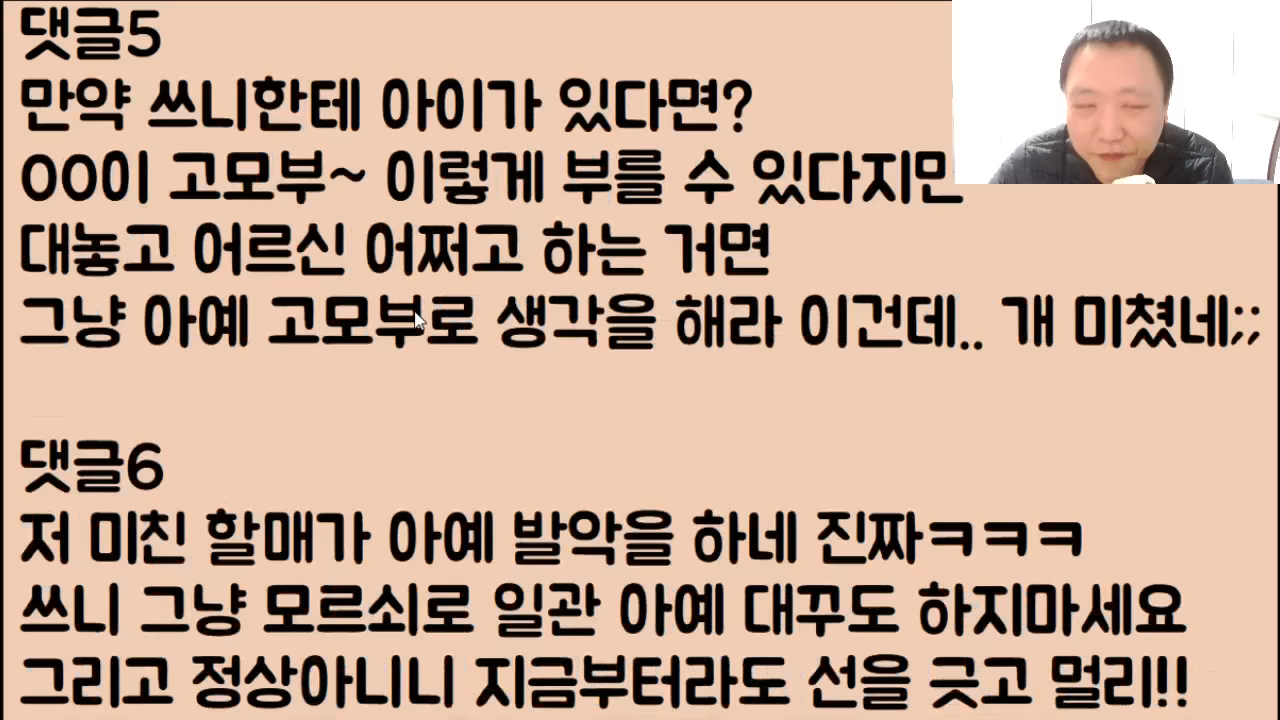 댓글5
만약 쓰니한테 아이가 있다면?
OO이 고모부~ 이렇게 부를 수 있다지만
대놓고 어르신 어쩌고 하는 거면
그냥 아예 고모부로 생각을 해라 이건데.. 개 미쳤네;;
댓글6
저 미친 할매가 아예 발악을 하네 진짜ㅋㅋㅋ
쓰니 그냥 모르쇠로 일관 아예 대꾸도 하지마세요
그리고 정상아니니 지금부터라도 선을 긋고 멀리!!